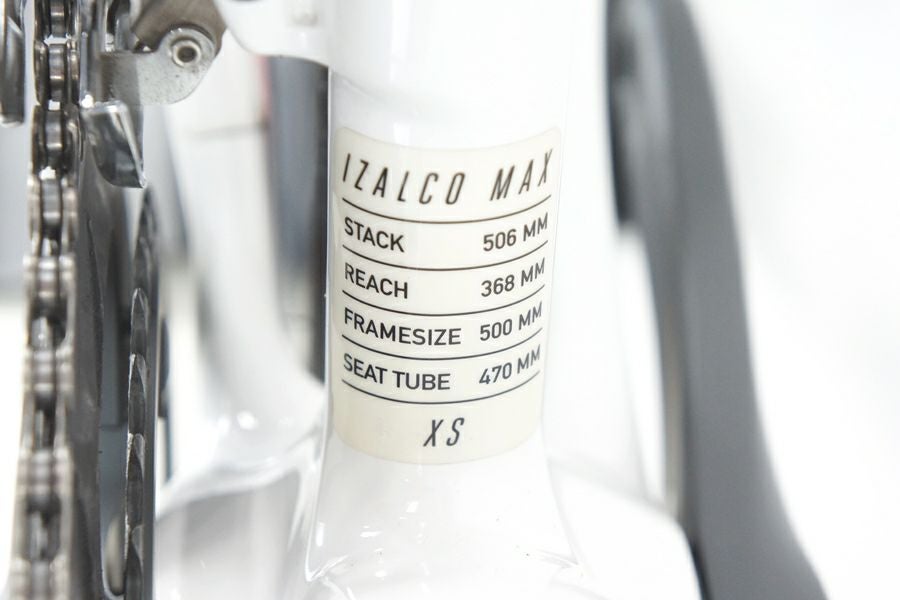 IZALCO MAX
STACK 506 MM
REACH 368 MM
FRAMESIZE 500 MM
SEAT TUBE 470 MM
XS